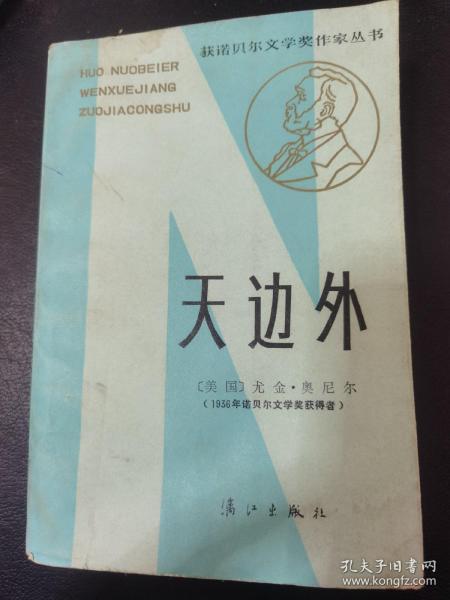 获诺贝尔文学奖作家丛书
HUO NUOBEIER
WENXUEJIANG
ZUOJIACONGSHU
天边外
〔美国〕尤金·奥尼尔
（1936年诺贝尔文学奖获得者）
漓江出版社
孔夫子旧书网
www.kongfz.com